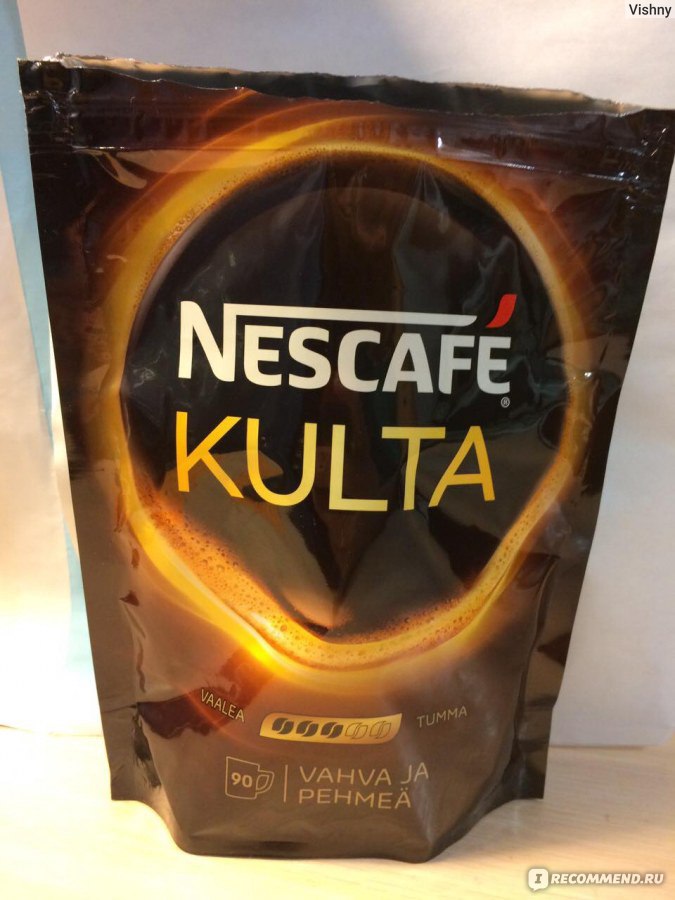 Vishny
NESCAFÉ
®
KULTA
VAALEA
TUMMA
90
VAHVA JA
PEHMEÄ
I RECOMMEND.RU